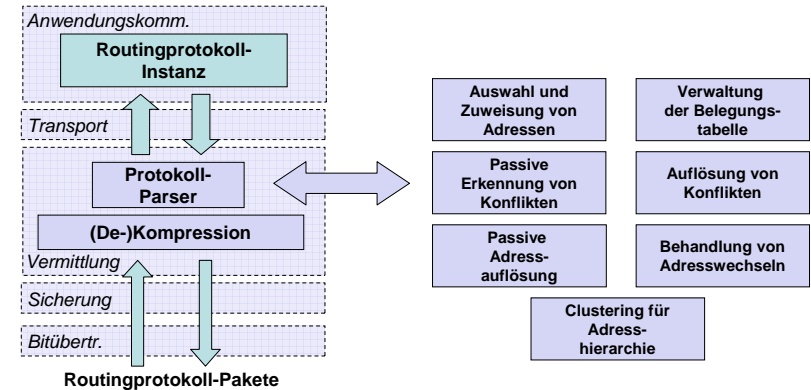 Anwendungskomm.
Routingprotokoll-
Instanz
Transport
Protokoll-
Parser
(De-)Kompression
Vermittlung
Sicherung
Bitübertr.
Routingprotokoll-Pakete
Auswahl und
Zuweisung von
Adressen
Verwaltung
der Belegungs-
tabelle
Passive
Erkennung von
Konflikten
Auflösung von
Konflikten
Passive
Adress-
auflösung
Behandlung von
Adresswechseln
Clustering für
Adress-
hierarchie